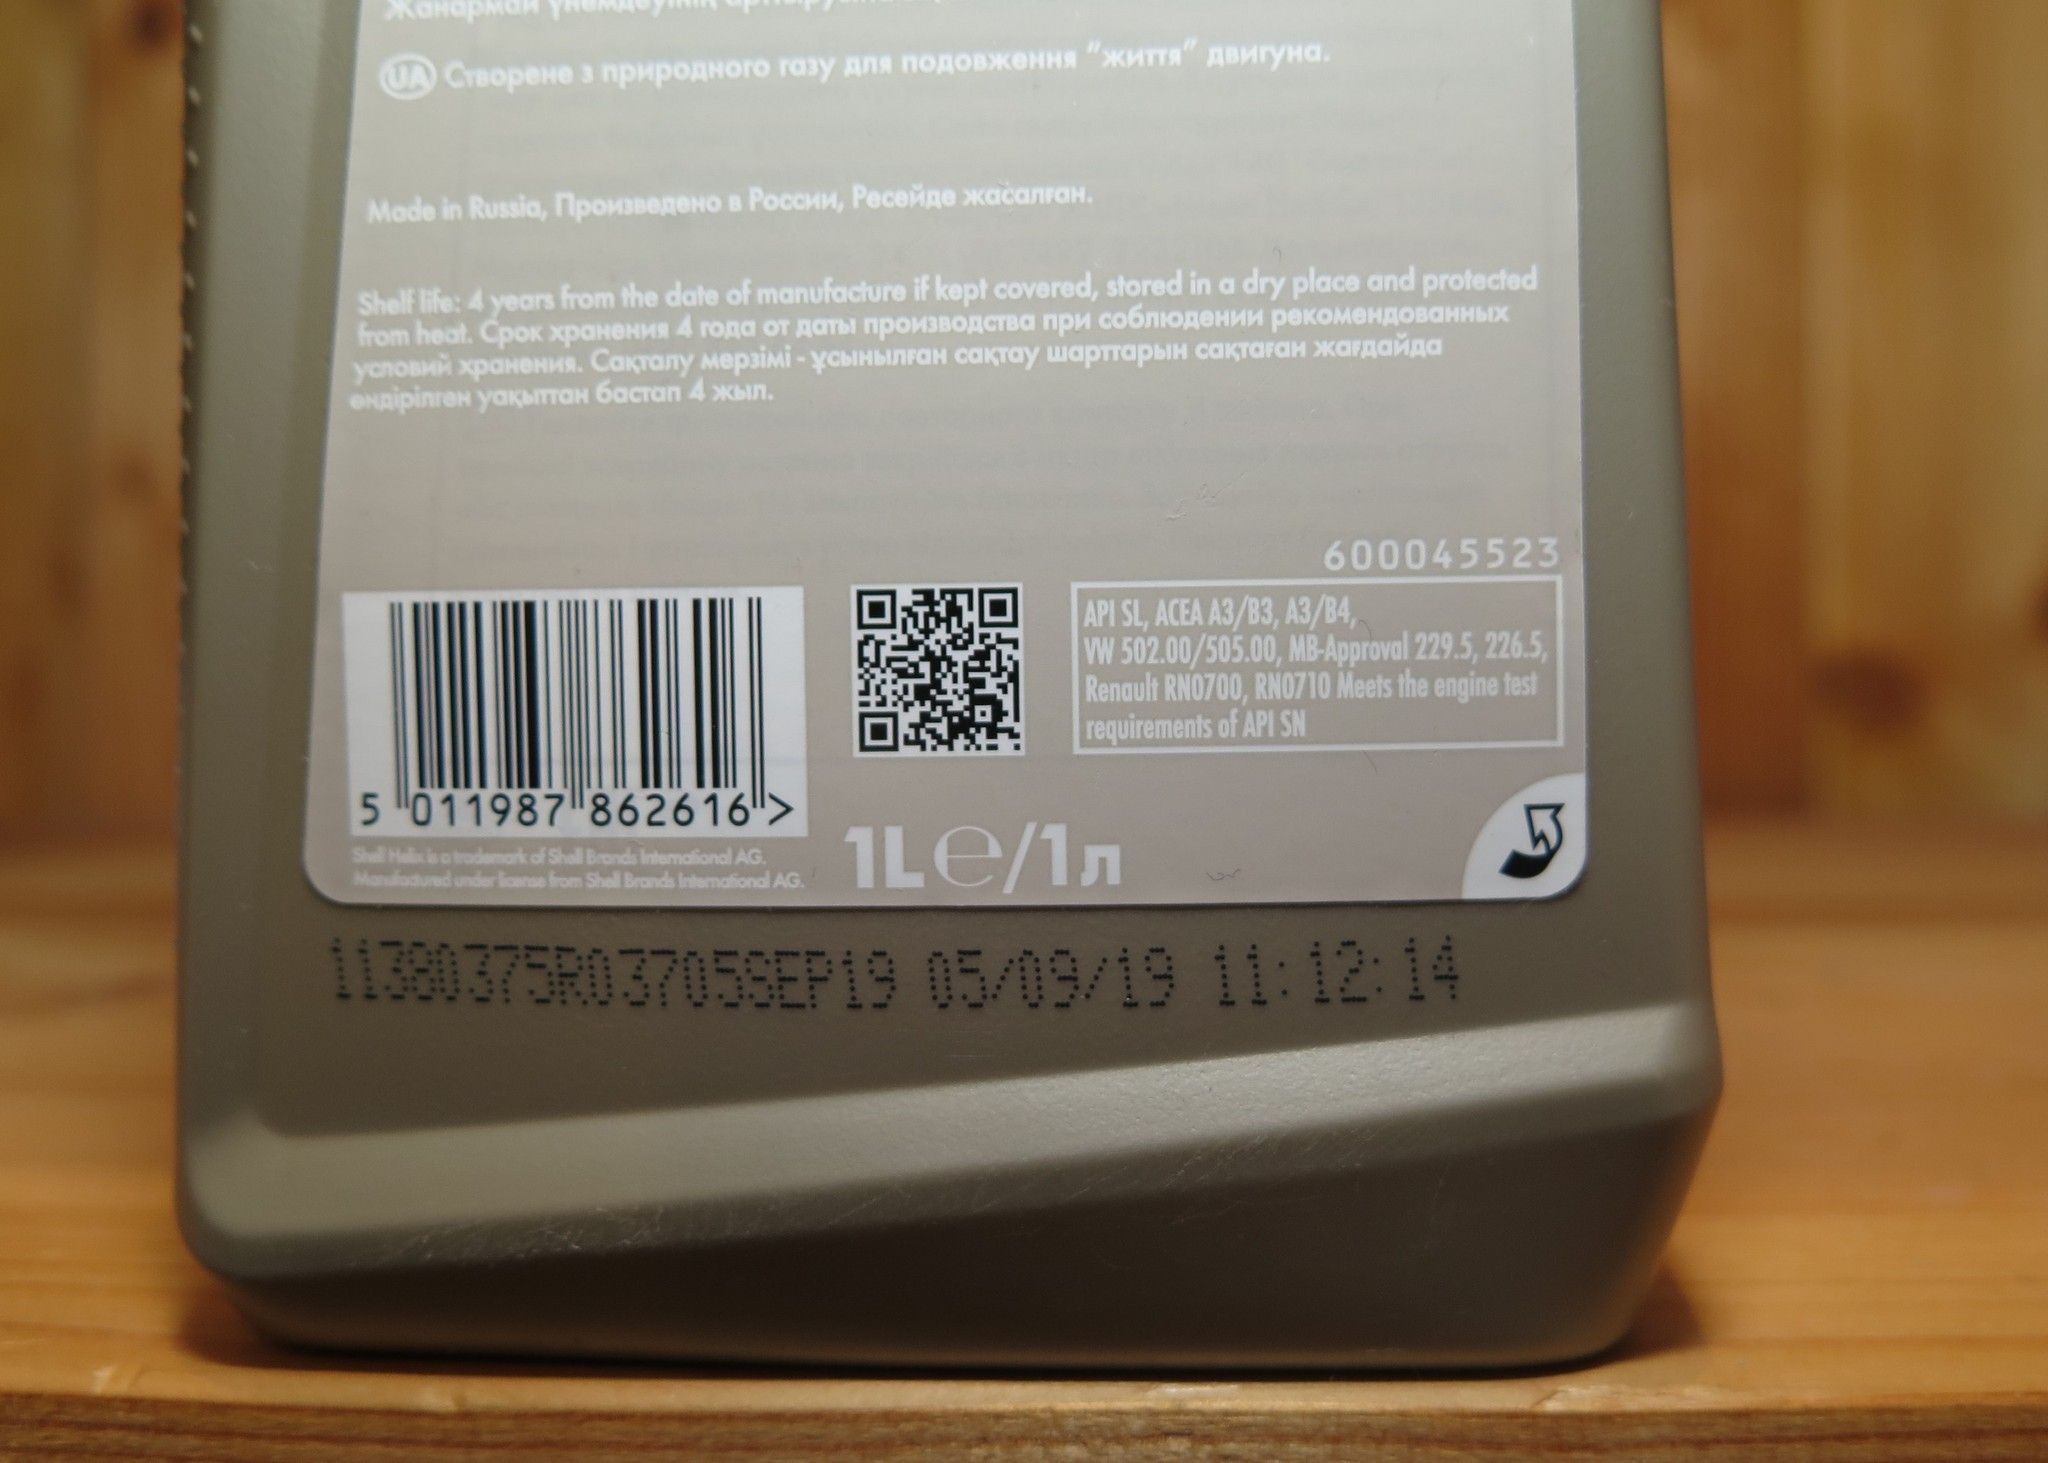 Жанармай үнемдеуінің
UA Створене з природного газу для подовження "життя" двигуна.
Made in Russia, Произведено в России, Ресейде жасалған.
Shelf life: 4 years from the date of manufacture if kept covered, stored in a dry place and protected
from heat. Срок хранения 4 года от даты производства при соблюдении рекомендованных
условий хранения. Сақталу мерзімі - ұсынылған сақтау шарттарын сақтаған жағдайда
өндірілген уақыттан бастап 4 жыл.
600045523
API SL, ACEA A3/B3, A3/B4,
VW 502.00/505.00, MB-Approval 229.5, 226.5,
Renault RN0700, RN0710 Meets the engine test
requirements of API SN
5 011987 862616 >
Shell Helix is a trademark of Shell Brands International AG.
Manufactured under license from Shell Brands International AG.
1L e/1л
11380375R03705SEP19 05/09/19 11:12:14